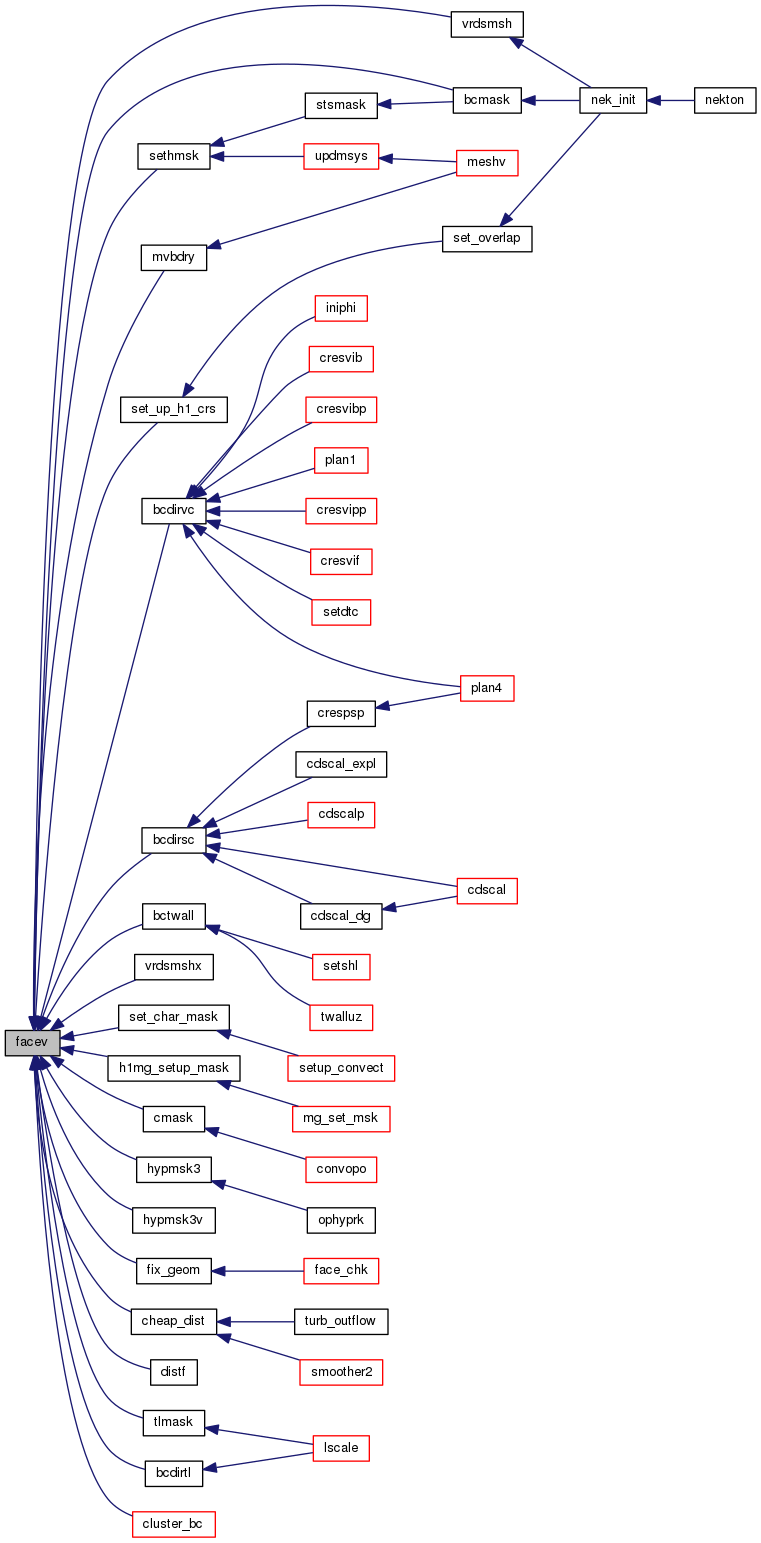 vrdsmsh
stsmask
bcmask
nek_init
nekton
sethmsk
updmsys
meshv
mvbdry
set_overlap
iniphi
cresvib
set_up_h1_crs
cresvibp
plan1
bcdirvc
cresvipp
cresvif
setdtc
plan4
crespsp
cdscal_expl
cdscalp
bcdirsc
cdscal
cdscal_dg
bctwall
setshl
vrdsmshx
twalluz
set_char_mask
facev
setup_convect
h1mg_setup_mask
mg_set_msk
cmask
convopo
hypmsk3
hypmsk3v
ophyprk
fix_geom
face_chk
cheap_dist
turb_outflow
distf
smoother2
tlmask
lscale
bcdirtl
cluster_bc